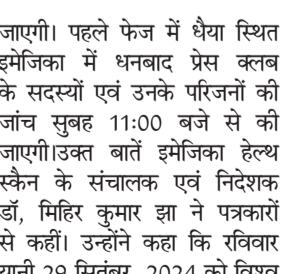 जाएगी। पहले फेज में धैया स्थित
इमेजिका में धनबाद प्रेस क्लब
के सदस्यों एवं उनके परिजनों की
जांच सुबह 11:00 बजे से की
जाएगी।उक्त बातें इमेजिका हेल्थ
स्कैन के संचालक एवं निदेशक
डॉ, मिहिर कुमार झा ने पत्रकारों
से कहीं। उन्होंने कहा कि रविवार
यानी 29 सितंबर, 2024 को विश्व